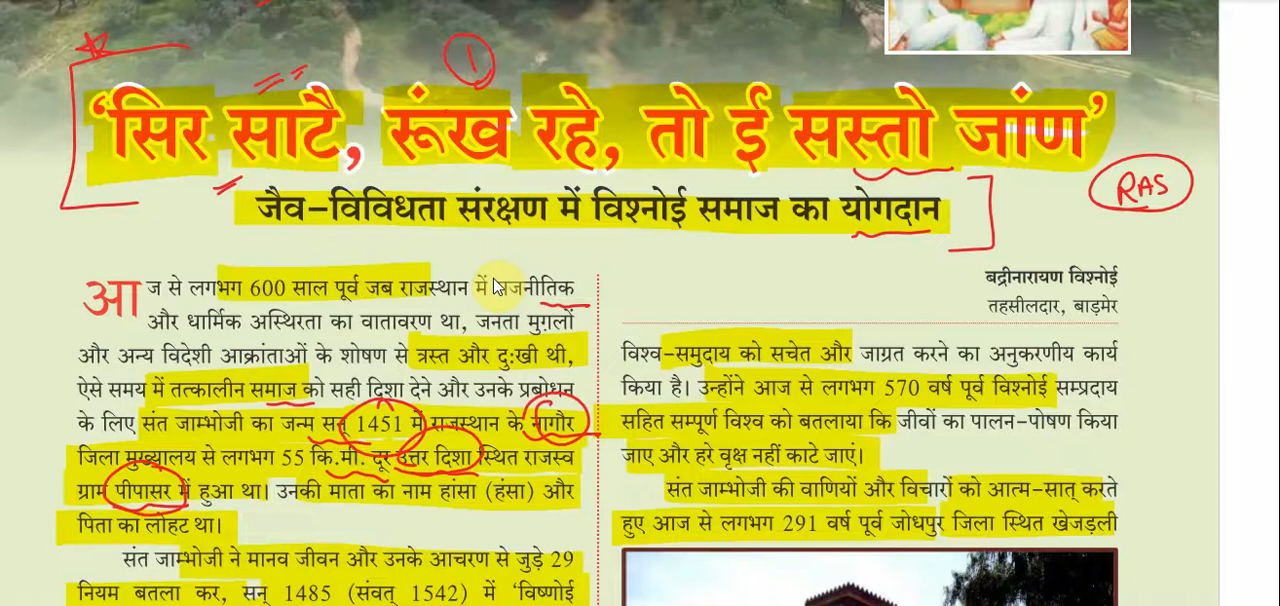 ①
'सिर साटै, रूंख रहे, तो ई सस्तो जांण'
RAS
जैव-विविधता संरक्षण में विश्नोई समाज का योगदान
आज से लगभग 600 साल पूर्व जब राजस्थान में राजनीतिक
और धार्मिक अस्थिरता का वातावरण था, जनता मुग़लों
और अन्य विदेशी आक्रांताओं के शोषण से त्रस्त और दुःखी थी,
ऐसे समय में तत्कालीन समाज को सही दिशा देने और उनके प्रबोधन
के लिए संत जाम्भोजी का जन्म सन् 1451 में राजस्थान के नागौर
जिला मुख्यालय से लगभग 55 कि.मी. दूर उत्तर दिशा स्थित राजस्व
ग्राम पीपासर में हुआ था। उनकी माता का नाम हांसा (हंसा) और
पिता का लोहट था।
संत जाम्भोजी ने मानव जीवन और उनके आचरण से जुड़े 29
नियम बतला कर, सन् 1485 (संवत् 1542) में 'विष्णोई
बद्रीनारायण विश्नोई
तहसीलदार, बाड़मेर
विश्व-समुदाय को सचेत और जाग्रत करने का अनुकरणीय कार्य
किया है। उन्होंने आज से लगभग 570 वर्ष पूर्व विश्नोई सम्प्रदाय
सहित सम्पूर्ण विश्व को बतलाया कि जीवों का पालन-पोषण किया
जाए और हरे वृक्ष नहीं काटे जाएं।
संत जाम्भोजी की वाणियों और विचारों को आत्म-सात् करते
हुए आज से लगभग 291 वर्ष पूर्व जोधपुर जिला स्थित खेजड़ली